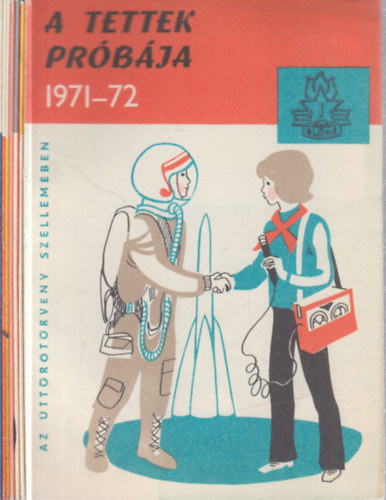 A TETTEK
PRÓBÁJA
1971–72
AZ ÚTTÖRŐTÖRVÉNY SZELLEMÉBEN